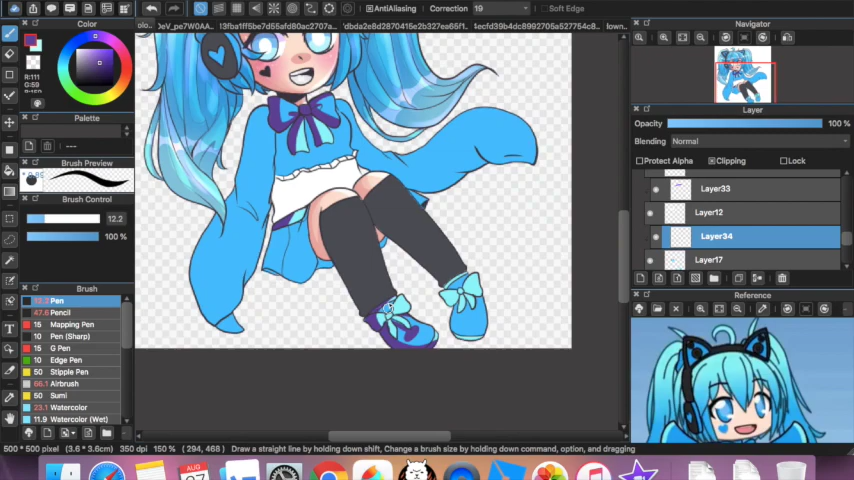 AntiAliasing
Correction 19
Soft Edge
Color
Navigator
R:111
G:59
Palette
---
Brush Preview
Brush Control
12.2
100 %
Brush
12.2 Pen
47.6 Pencil
15 Mapping Pen
10 Pen (Sharp)
15 G Pen
10 Edge Pen
50 Stipple Pen
66.1 Airbrush
50 Sumi
23.1 Watercolor
11.9 Watercolor (Wet)
Layer
Opacity 100 %
Blending Normal
Protect Alpha Clipping Lock
Layer33
Layer12
Layer34
Layer17
Reference
500 * 500 pixel (3.6 * 3.6cm) 350 dpi 150 % ( 294, 468 ) Draw a straight line by holding down shift, Change a brush size by holding down command, option, and dragging
AUG